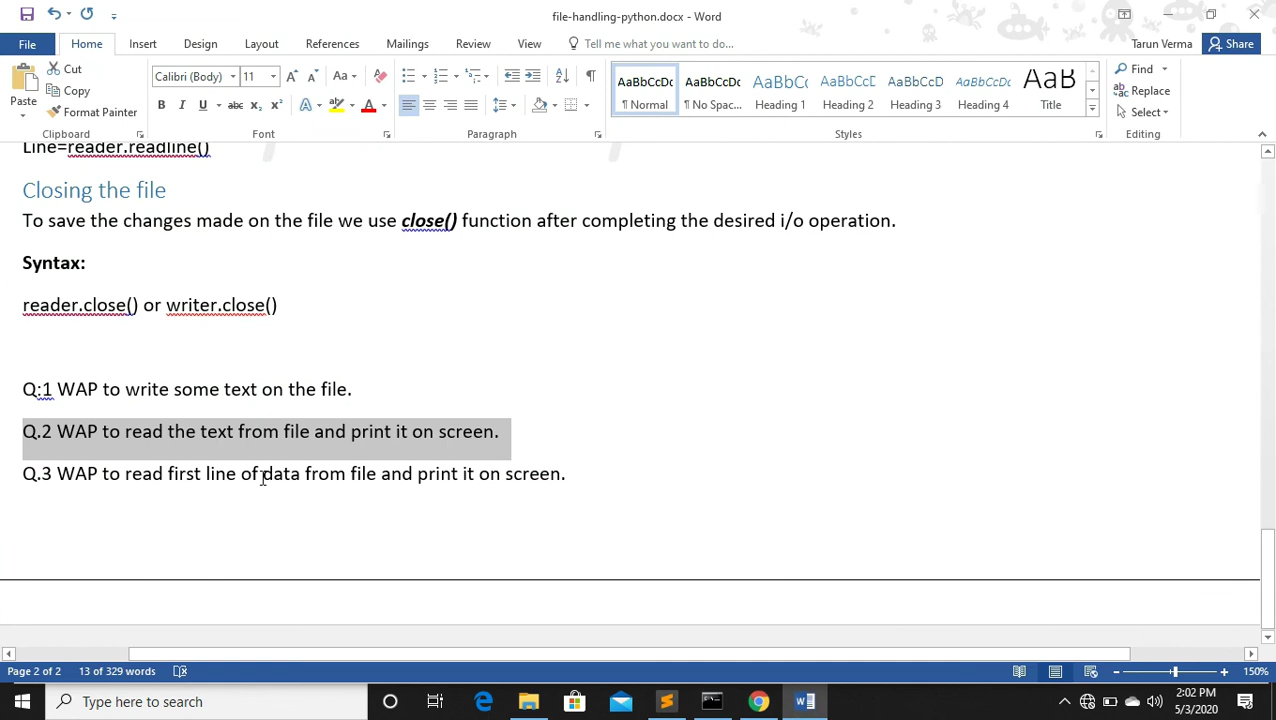 file-handling-python.docx - Word
File Home Insert Design Layout References Mailings Review View Tell me what you want to do... Tarun Verma Share
Cut
Copy
Format Painter
Paste
Calibri (Body) 11
Aa
B I U abc X₂ X² A A
AaBbCcDc AaBbCcDc AaBbCc AaBbCcD AaBbCcDc AaBbCcDc AaB
¶ Normal ¶ No Spac... Heading Heading 2 Heading 3 Heading 4 Title
Find
Replace
Select
Clipboard Font Paragraph Styles Editing
Line=reader.readline()
Closing the file
To save the changes made on the file we use close() function after completing the desired i/o operation.
Syntax:
reader.close() or writer.close()
Q:1 WAP to write some text on the file.
Q.2 WAP to read the text from file and print it on screen.
Q.3 WAP to read first line of data from file and print it on screen.
Page 2 of 2 13 of 329 words 150%
Type here to search
2:02 PM
5/3/2020